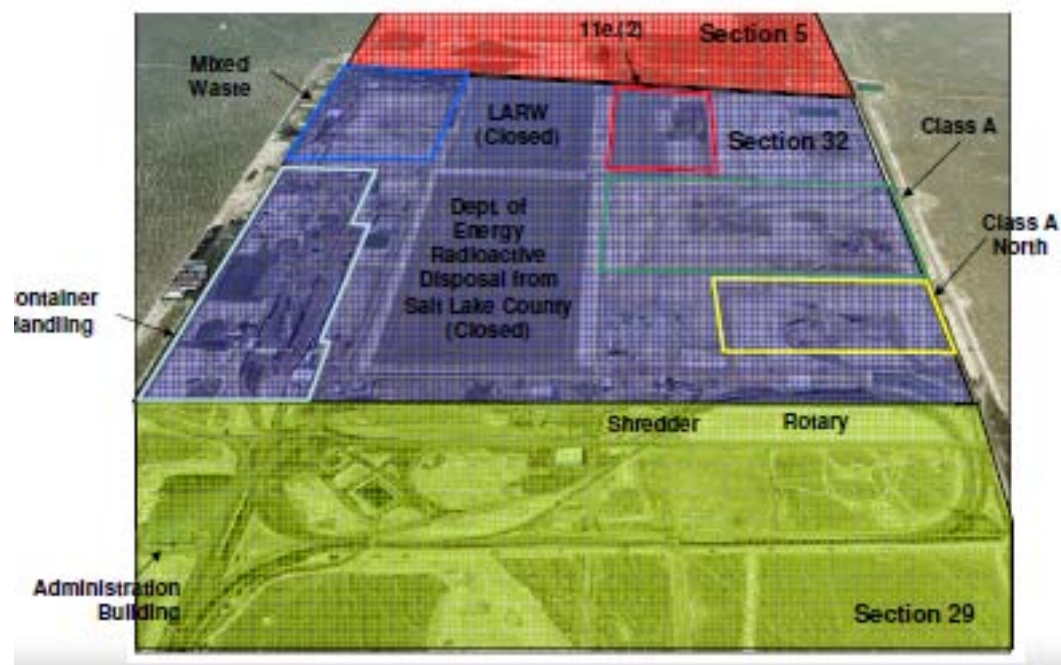 11e.(2)
Section 5
Mixed
Waste
LARW
(Closed)
Section 32
Class A
Dept. of
Energy
Radioactive
Disposal from
Salt Lake County
(Closed)
Class A
North
ontainer
Handling
Shredder
Rotary
Administration
Building
Section 29